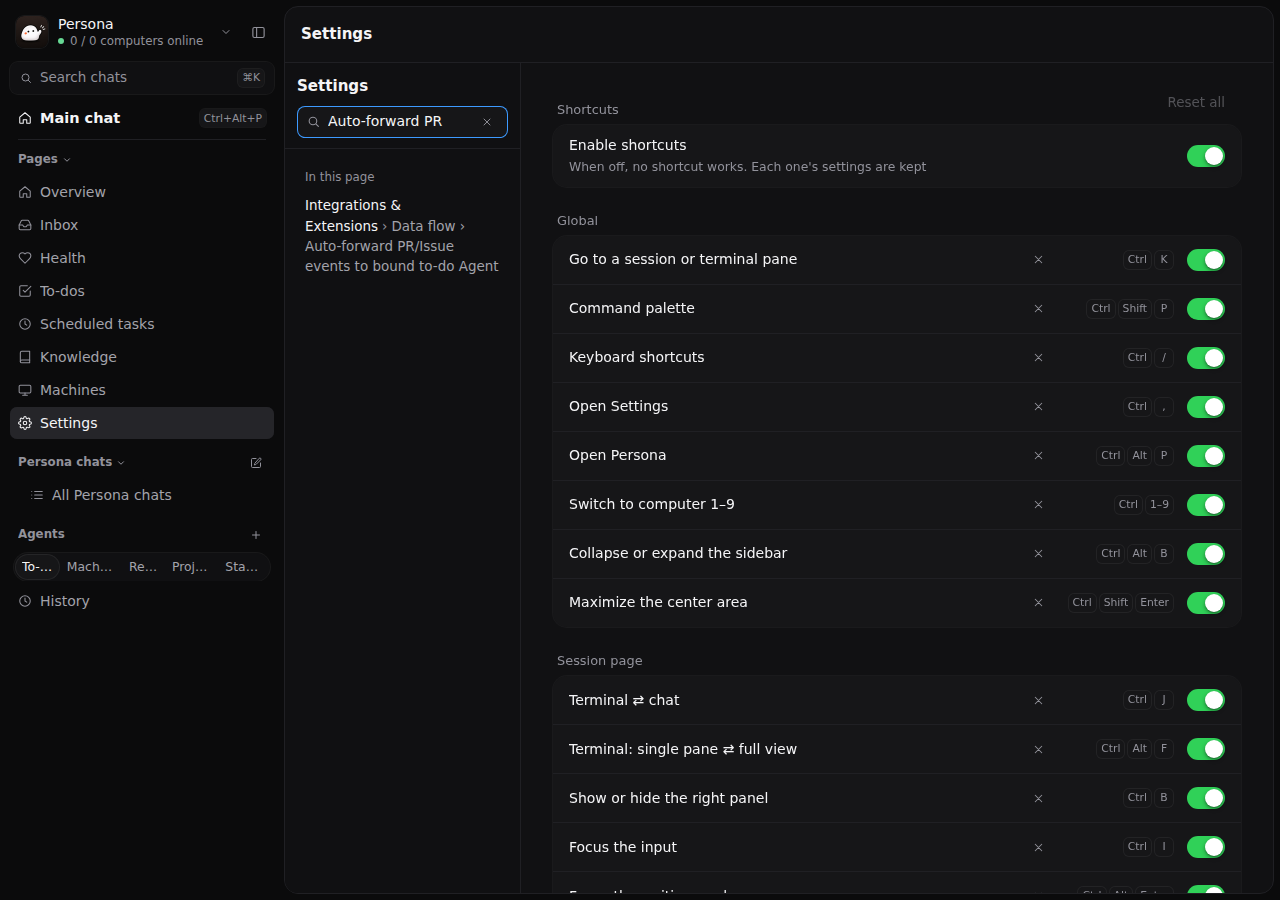 Persona
0 / 0 computers online
Search chats
⌘K
Main chat
Ctrl+Alt+P
Pages
Overview
Inbox
Health
To-dos
Scheduled tasks
Knowledge
Machines
Settings
Persona chats
All Persona chats
Agents
To-...
Mach...
Re...
Proj...
Sta...
History
Settings
Settings
Auto-forward PR
In this page
Integrations &
Extensions › Data flow ›
Auto-forward PR/Issue
events to bound to-do Agent
Reset all
Shortcuts
Enable shortcuts
When off, no shortcut works. Each one's settings are kept
Global
Go to a session or terminal pane
Ctrl K
Command palette
Ctrl Shift P
Keyboard shortcuts
Ctrl /
Open Settings
Ctrl ,
Open Persona
Ctrl Alt P
Switch to computer 1–9
Ctrl 1–9
Collapse or expand the sidebar
Ctrl Alt B
Maximize the center area
Ctrl Shift Enter
Session page
Terminal ⇄ chat
Ctrl J
Terminal: single pane ⇄ full view
Ctrl Alt F
Show or hide the right panel
Ctrl B
Focus the input
Ctrl I